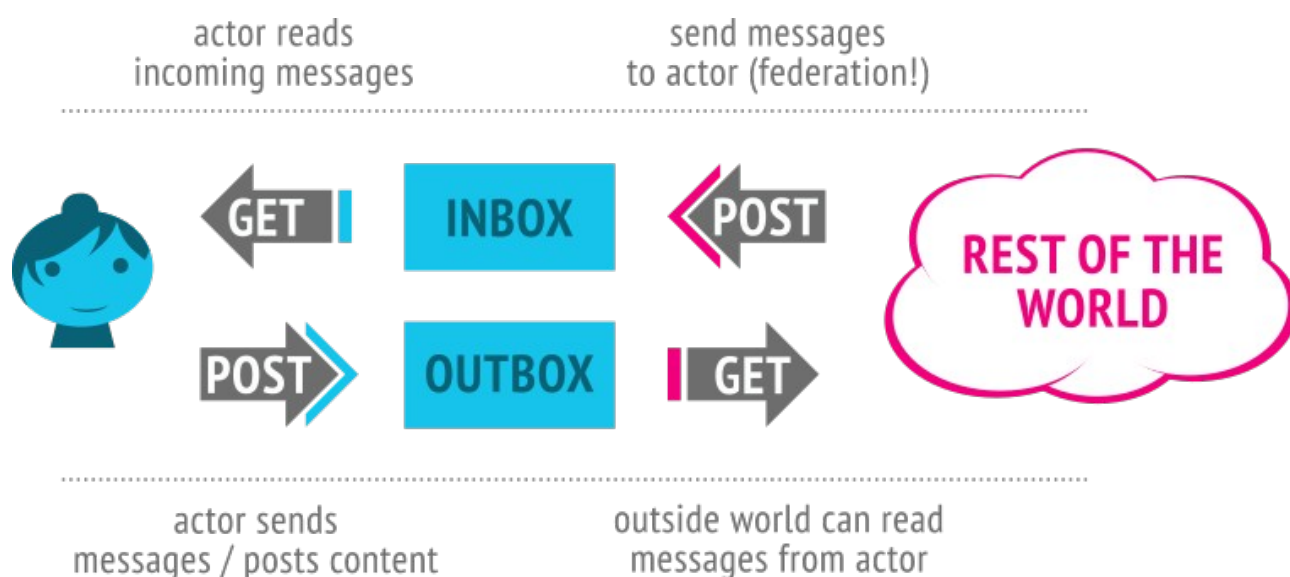 actor reads
incoming messages
send messages
to actor (federation!)
GET
INBOX
POST
REST OF THE
WORLD
POST
OUTBOX
GET
actor sends
messages / posts content
outside world can read
messages from actor